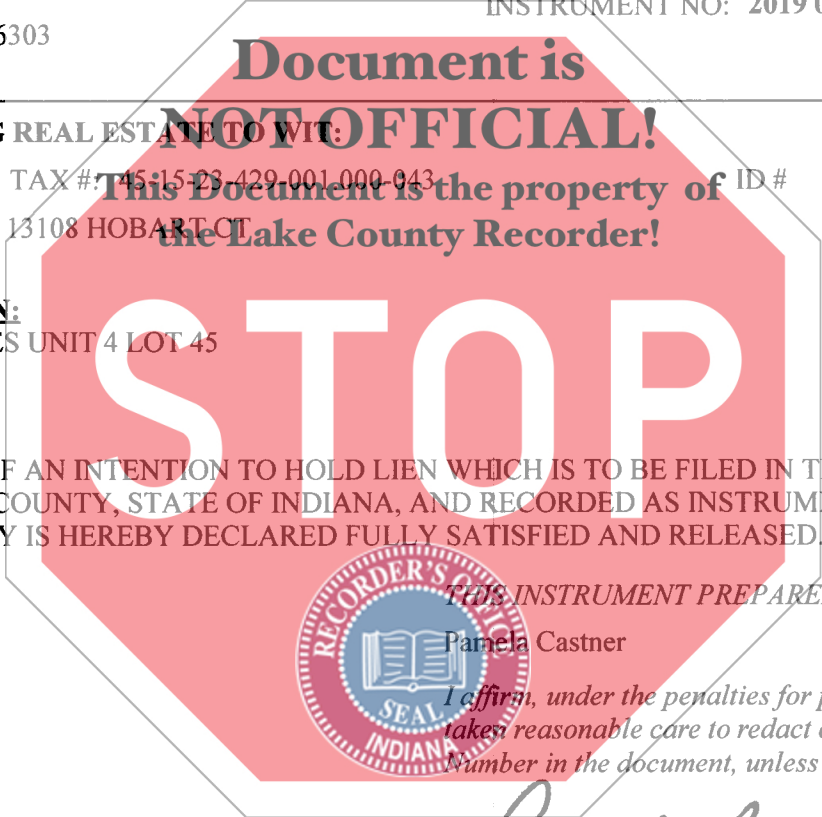 INSTRUMENT NO: 2019 0
6303
Document is
NOT OFFICIAL!
G REAL ESTATE TO WIT:
TAX #: 45-15-23-429-001.000-043 ID #
This Document is the property of
13108 HOBART CT
the Lake County Recorder!
N:
ES UNIT 4 LOT 45
STOP
F AN INTENTION TO HOLD LIEN WHICH IS TO BE FILED IN T
COUNTY, STATE OF INDIANA, AND RECORDED AS INSTRUM
Y IS HEREBY DECLARED FULLY SATISFIED AND RELEASED.
RECORDER'S OFFIC
SEAL
INDIANA
THIS INSTRUMENT PREPARE
Pamela Castner
I affirm, under the penalties for p
taken reasonable care to redact
Number in the document, unless